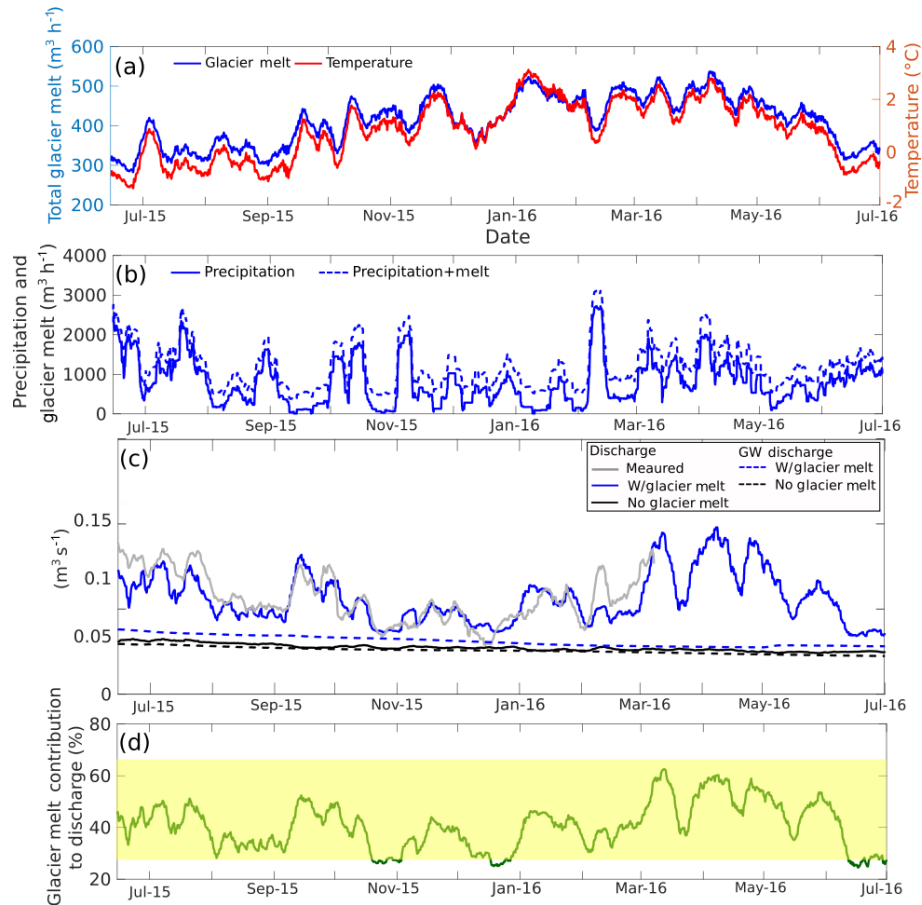 (a)
Glacier melt
Temperature
Total glacier melt (m³ h⁻¹)
600
500
400
300
200
4
2
0
-2
Temperature (°C)
Jul-15 Sep-15 Nov-15 Jan-16 Mar-16 May-16 Jul-16
Date
(b)
Precipitation
Precipitation+melt
Precipitation and
glacier melt (m³ h⁻¹)
4000
3000
2000
1000
0
Jul-15 Sep-15 Nov-15 Jan-16 Mar-16 May-16 Jul-16
(c)
Discharge
Meaured
W/glacier melt
No glacier melt
GW discharge
W/glacier melt
No glacier melt
(m³ s⁻¹)
0.15
0.1
0.05
0
Jul-15 Sep-15 Nov-15 Jan-16 Mar-16 May-16 Jul-16
(d)
Glacier melt contribution
to discharge (%)
80
60
40
20
Jul-15 Sep-15 Nov-15 Jan-16 Mar-16 May-16 Jul-16